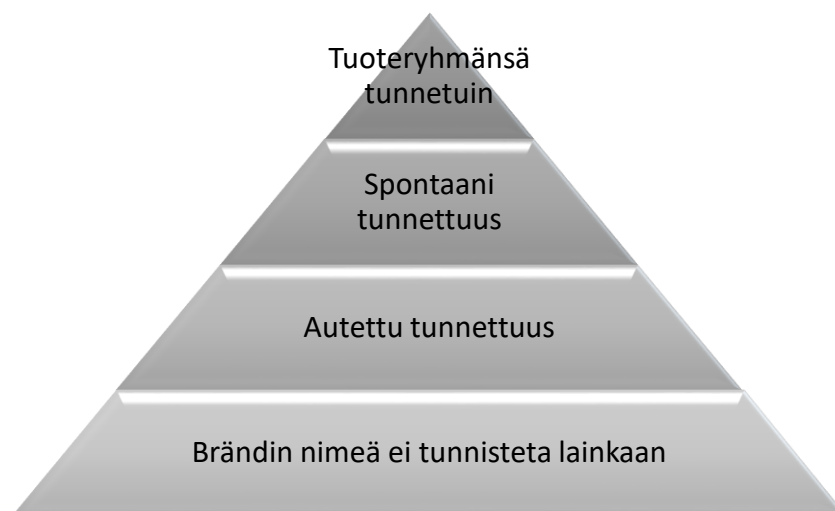 Tuoteryhmänsä
tunnetuin
Spontaani
tunnettuus
Autettu tunnettuus
Brändin nimeä ei tunnisteta lainkaan